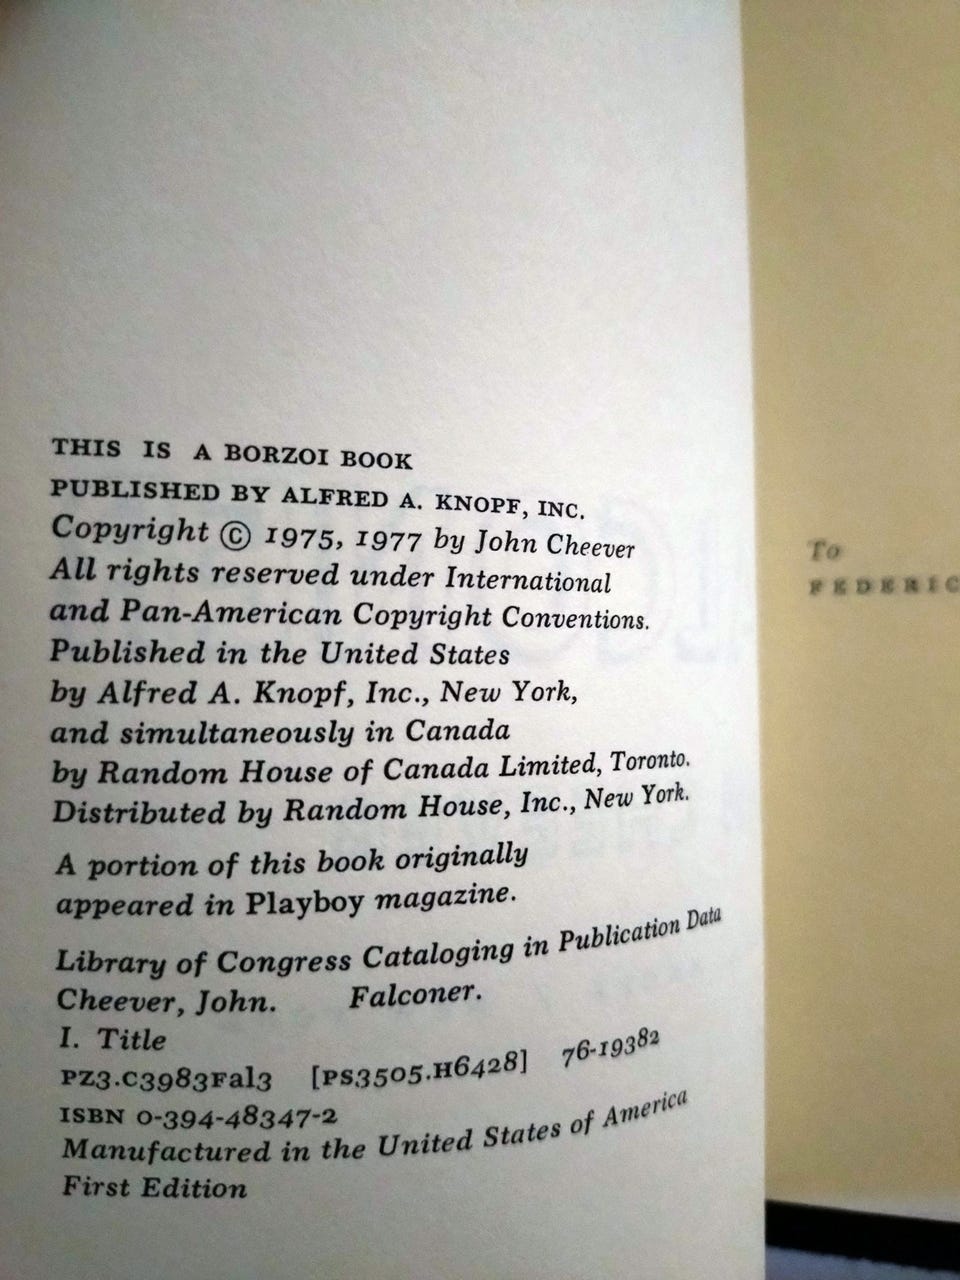 THIS IS A BORZOI BOOK
PUBLISHED BY ALFRED A. KNOPF, INC.
Copyright © 1975, 1977 by John Cheever
All rights reserved under International
and Pan-American Copyright Conventions.
Published in the United States
by Alfred A. Knopf, Inc., New York,
and simultaneously in Canada
by Random House of Canada Limited, Toronto.
Distributed by Random House, Inc., New York.
A portion of this book originally
appeared in Playboy magazine.
Library of Congress Cataloging in Publication Data
Cheever, John. Falconer.
I. Title
PZ3.C3983Fal3 [PS3505.H6428] 76-19382
ISBN 0-394-48347-2
Manufactured in the United States of America
First Edition
To
FEDERIC